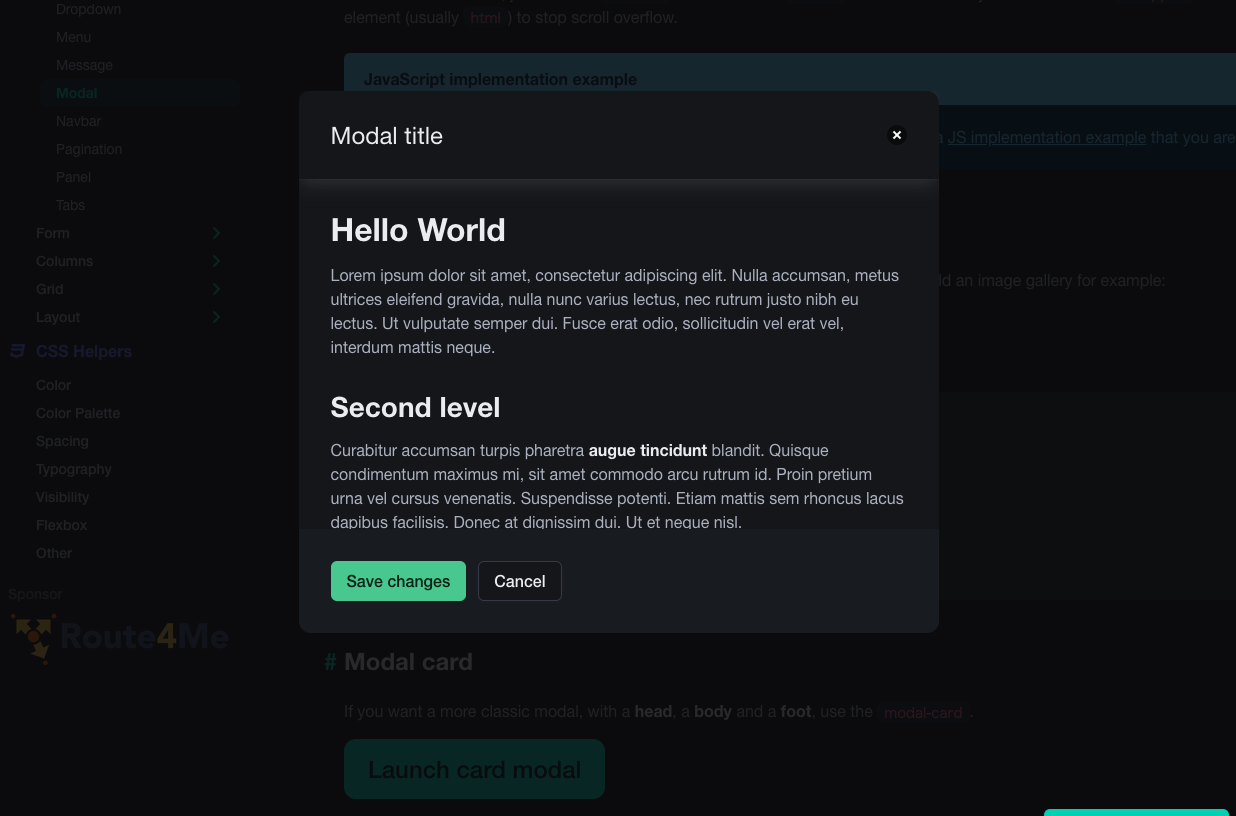 Dropdown
Menu
Message
Modal
Navbar
Pagination
Panel
Tabs
Form
Columns
Grid
Layout
CSS Helpers
Color
Color Palette
Spacing
Typography
Visibility
Flexbox
Other
Sponsor
Route4Me
element (usually html ) to stop scroll overflow.
JavaScript implementation example
a JS implementation example that you are
an image gallery for example:
Modal title
Hello World
Lorem ipsum dolor sit amet, consectetur adipiscing elit. Nulla accumsan, metus
ultrices eleifend gravida, nulla nunc varius lectus, nec rutrum justo nibh eu
lectus. Ut vulputate semper dui. Fusce erat odio, sollicitudin vel erat vel,
interdum mattis neque.
Second level
Curabitur accumsan turpis pharetra augue tincidunt blandit. Quisque
condimentum maximus mi, sit amet commodo arcu rutrum id. Proin pretium
urna vel cursus venenatis. Suspendisse potenti. Etiam mattis sem rhoncus lacus
dapibus facilisis. Donec at dignissim dui. Ut et neque nisl.
Save changes
Cancel
# Modal card
If you want a more classic modal, with a head, a body and a foot, use the modal-card .
Launch card modal